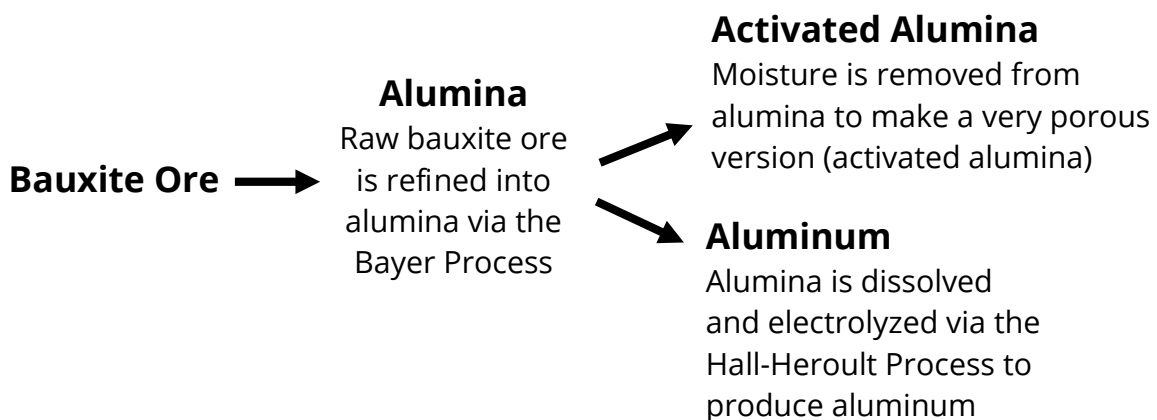 Bauxite Ore
Alumina
Raw bauxite ore
is refined into
alumina via the
Bayer Process
Activated Alumina
Moisture is removed from
alumina to make a very porous
version (activated alumina)
Aluminum
Alumina is dissolved
and electrolyzed via the
Hall-Heroult Process to
produce aluminum